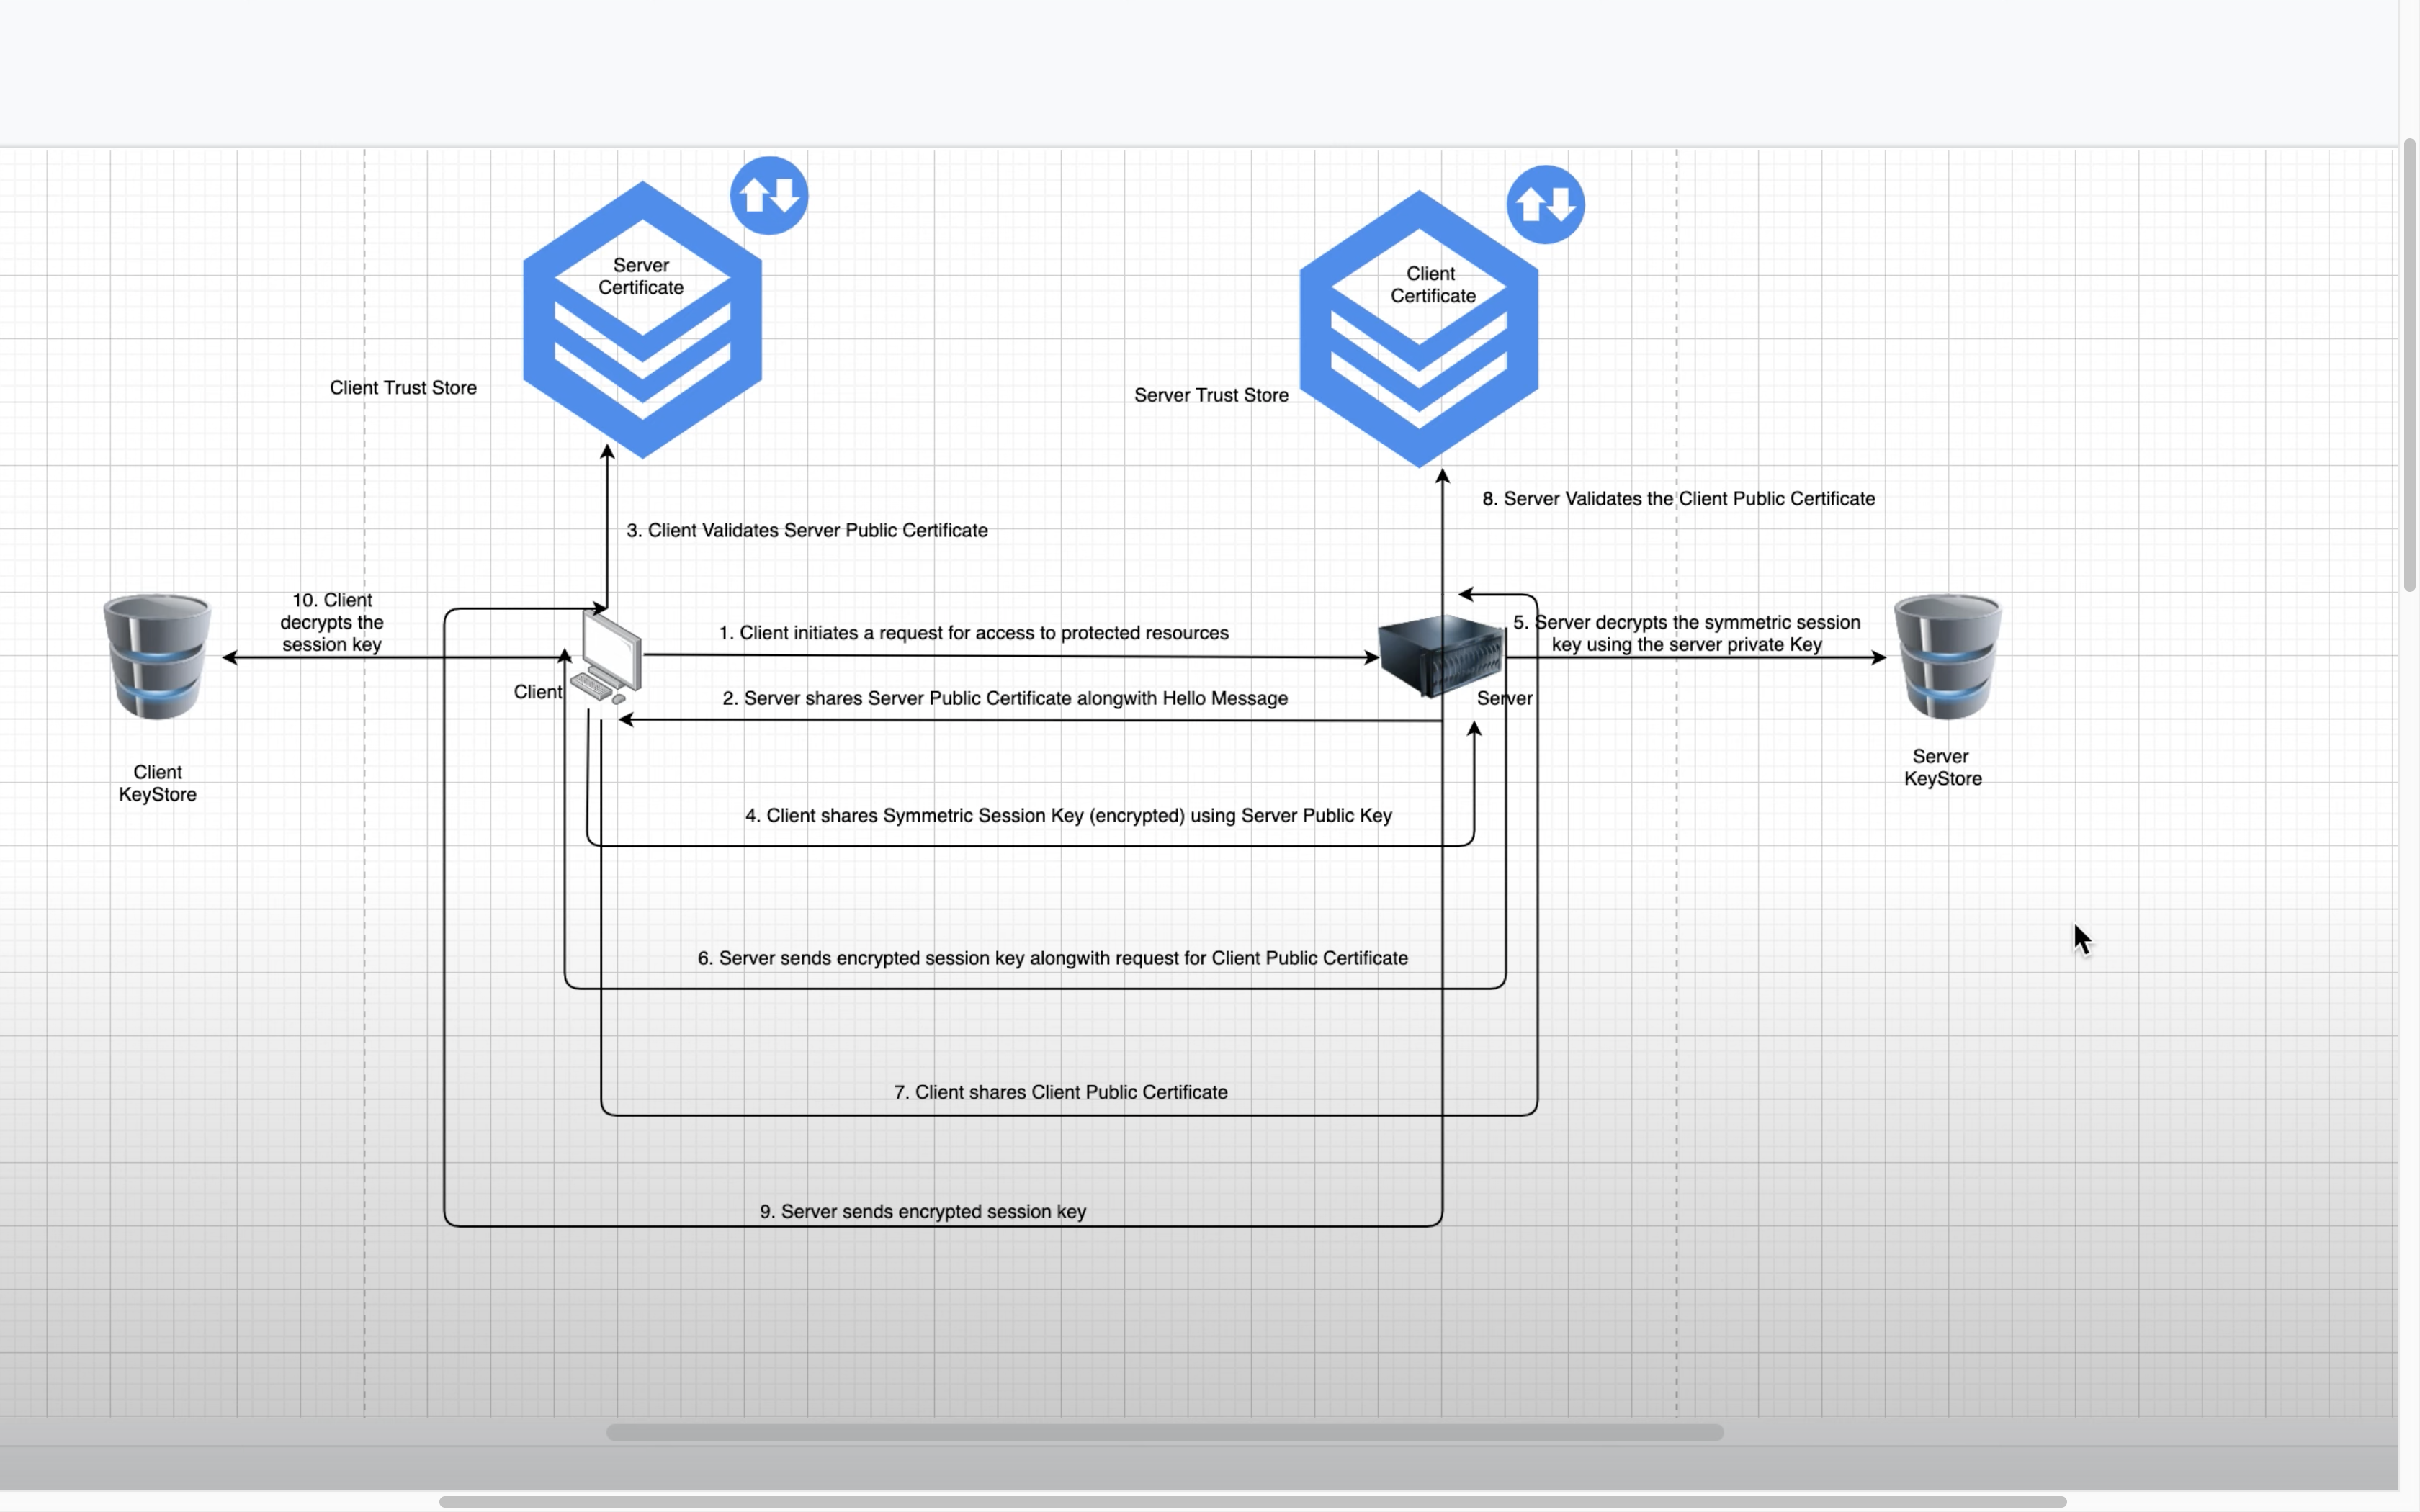 Server
Certificate
Client
Certificate
Client Trust Store
Server Trust Store
8. Server Validates the Client Public Certificate
3. Client Validates Server Public Certificate
10. Client
decrypts the
session key
1. Client initiates a request for access to protected resources
5. Server decrypts the symmetric session
key using the server private Key
Client
2. Server shares Server Public Certificate alongwith Hello Message
Server
Client
KeyStore
Server
KeyStore
4. Client shares Symmetric Session Key (encrypted) using Server Public Key
6. Server sends encrypted session key alongwith request for Client Public Certificate
7. Client shares Client Public Certificate
9. Server sends encrypted session key